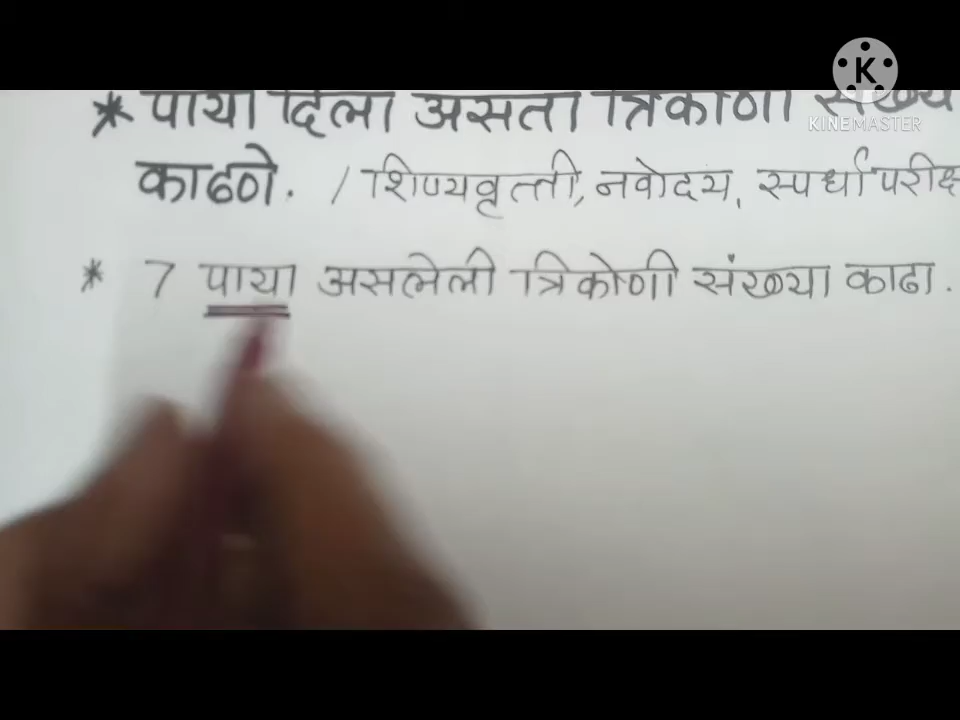 K
KINEMASTER
* पाया दिला असता त्रिकोणी
काढणे. / शिष्यवृत्ती, नवोदय, स्पर्धा
* 7 पाया असलेली त्रिकोणी संख्या काढा.